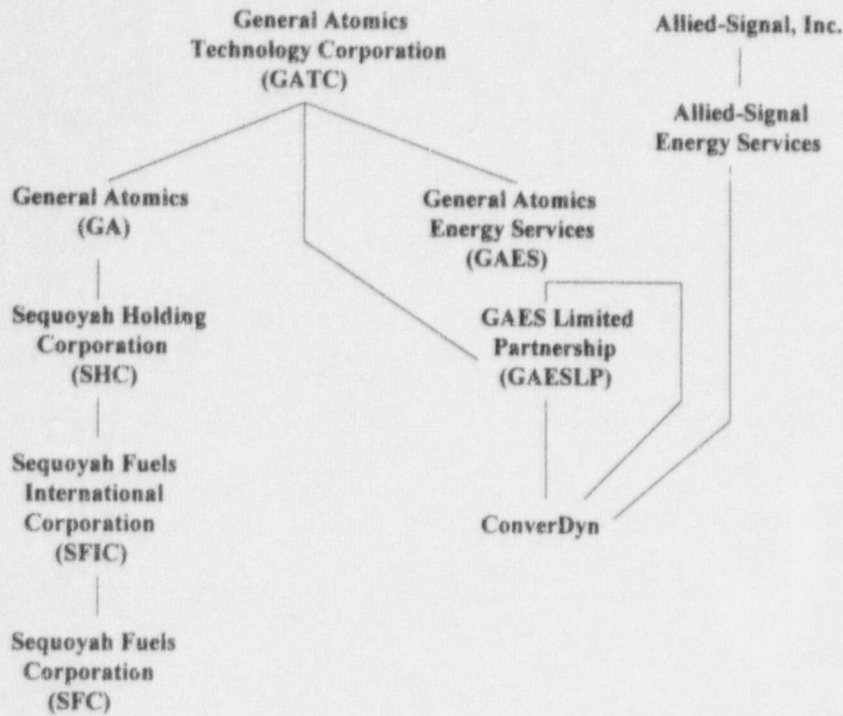 General Atomics
Technology Corporation
(GATC)
Allied-Signal, Inc.
Allied-Signal
Energy Services
General Atomics
(GA)
General Atomics
Energy Services
(GAES)
Sequoyah Holding
Corporation
(SHC)
GAES Limited
Partnership
(GAESLP)
Sequoyah Fuels
International
Corporation
(SFIC)
ConverDyn
Sequoyah Fuels
Corporation
(SFC)